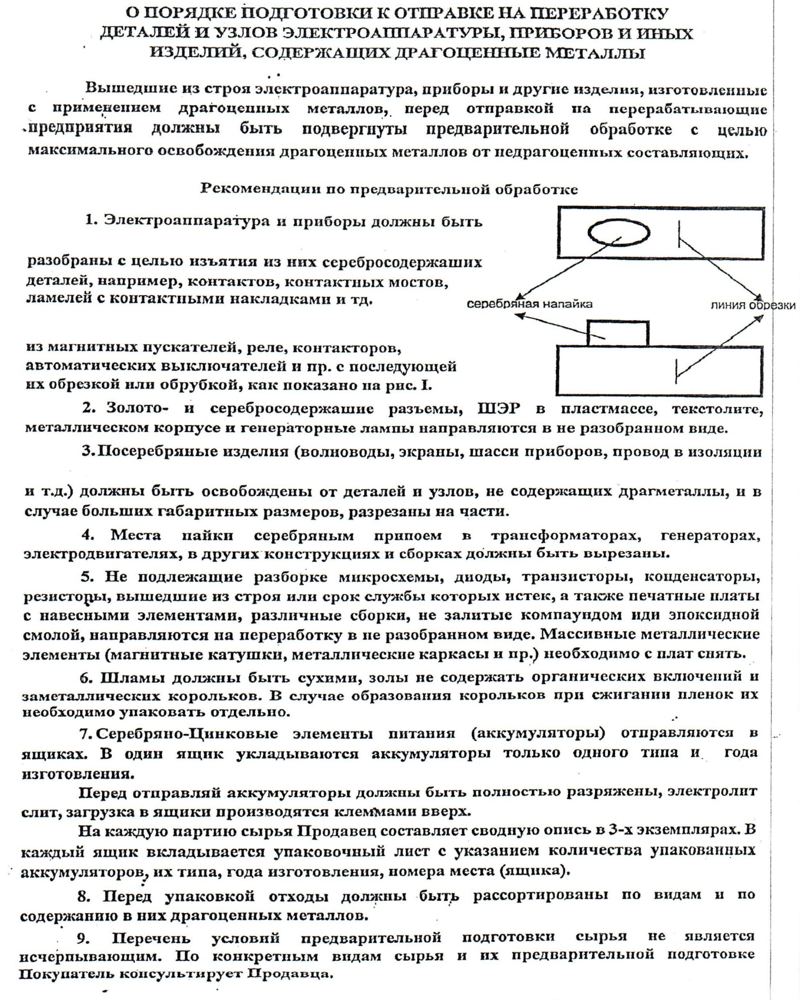 О ПОРЯДКЕ ПОДГОТОВКИ К ОТПРАВКЕ НА ПЕРЕРАБОТКУ
ДЕТАЛЕЙ И УЗЛОВ ЭЛЕКТРОАППАРАТУРЫ, ПРИБОРОВ И ИНЫХ
ИЗДЕЛИЙ, СОДЕРЖАЩИХ ДРАГОЦЕННЫЕ МЕТАЛЛЫ
Вышедшие из строя электроаппаратура, приборы и другие изделия, изготовленные
с применением драгоценных металлов, перед отправкой на перерабатывающие
предприятия должны быть подвергнуты предварительной обработке с целью
максимального освобождения драгоценных металлов от недрагоценных составляющих.
Рекомендации по предварительной обработке
1. Электроаппаратура и приборы должны быть
разобраны с целью изъятия из них серебросодержаших
деталей, например, контактов, контактных мостов,
ламелей с контактными накладками и тд.
серебряная напайка
линия обрезки
из магнитных пускателей, реле, контакторов,
автоматических выключателей и пр. с последующей
их обрезкой или обрубкой, как показано на рис. I.
2. Золото- и серебросодержашие разъемы, ШЭР в пластмассе, текстолите,
металлическом корпусе и генераторные лампы направляются в не разобранном виде.
3.Посеребряные изделия (волноводы, экраны, шасси приборов, провод в изоляции
и т.д.) должны быть освобождены от деталей и узлов, не содержащих драгметаллы, и в
случае больших габаритных размеров, разрезаны на части.
4. Места пайки серебряным припоем в трансформаторах, генераторах,
электродвигателях, в других конструкциях и сборках должны быть вырезаны.
5. Не подлежащие разборке микросхемы, диоды, транзисторы, конденсаторы,
резисторы, вышедшие из строя или срок службы которых истек, а также печатные платы
с навесными элементами, различные сборки, не залитые компаундом иди эпоксидной
смолой, направляются на переработку в не разобранном виде. Массивные металлические
элементы (магнитные катушки, металлические каркасы и пр.) необходимо с плат снять.
6. Шламы должны быть сухими, золы не содержать органических включений и
заметаллических корольков. В случае образования корольков при сжигании пленок их
необходимо упаковать отдельно.
7. Серебряно-Цинковые элементы питания (аккумуляторы) отправляются в
ящиках. В один ящик укладываются аккумуляторы только одного типа и года
изготовления.
Перед отправляй аккумуляторы должны быть полностью разряжены, электролит
слит, загрузка в ящики производятся клеммами вверх.
На каждую партию сырья Продавец составляет сводную опись в 3-х экземплярах. В
каждый ящик вкладывается упаковочный лист с указанием количества упакованных
аккумуляторов, их типа, года изготовления, номера места (ящика).
8. Перед упаковкой отходы должны быть рассортированы по видам и по
содержанию в них драгоценных металлов.
9. Перечень условий предварительной подготовки сырья не является
исчерпывающим. По конкретным видам сырья и их предварительной подготовке
Покупатель консультирует Продавца.